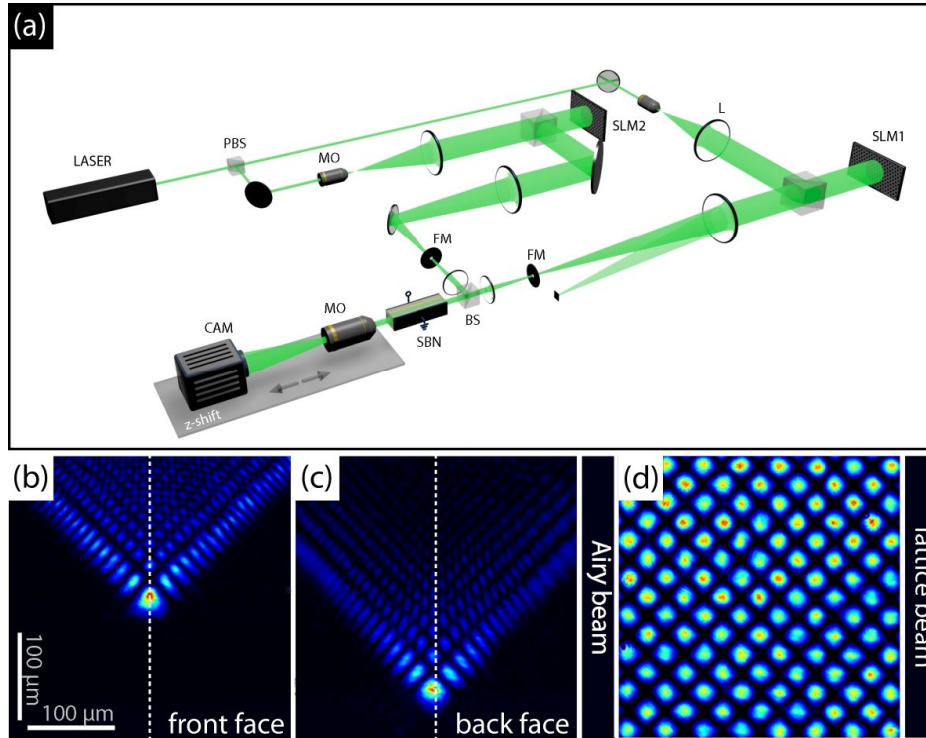 (a)
LASER
PBS
MO
SLM2
L
SLM1
FM
FM
BS
SBN
MO
CAM
z-shift
(b)
100 µm
100 µm
front face
(c)
back face
Airy beam
(d)
lattice beam